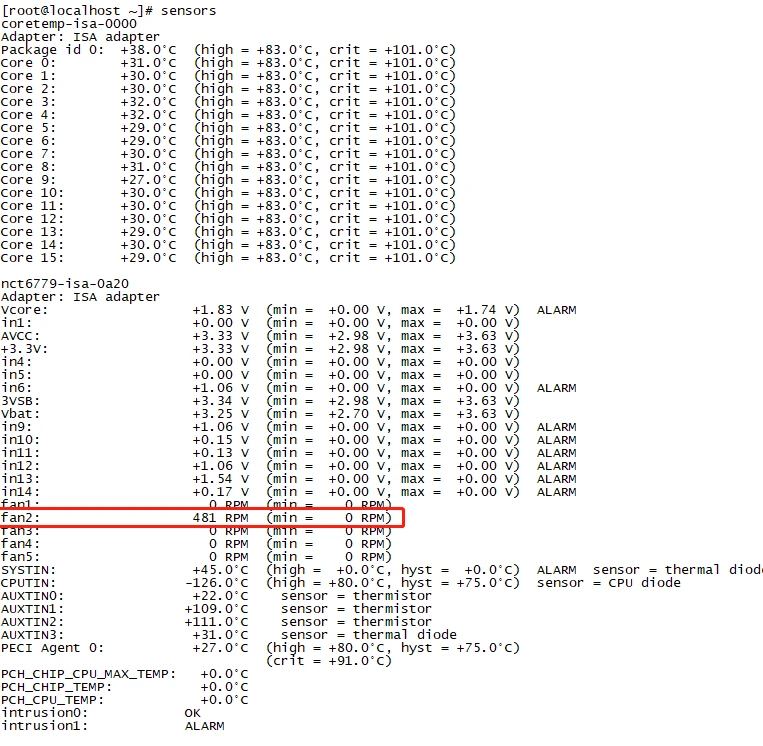 [root@localhost ~]# sensors
coretemp-isa-0000
Adapter: ISA adapter
Package id 0:  +38.0°C  (high = +83.0°C, crit = +101.0°C)
Core 0:        +31.0°C  (high = +83.0°C, crit = +101.0°C)
Core 1:        +30.0°C  (high = +83.0°C, crit = +101.0°C)
Core 2:        +30.0°C  (high = +83.0°C, crit = +101.0°C)
Core 3:        +32.0°C  (high = +83.0°C, crit = +101.0°C)
Core 4:        +32.0°C  (high = +83.0°C, crit = +101.0°C)
Core 5:        +29.0°C  (high = +83.0°C, crit = +101.0°C)
Core 6:        +29.0°C  (high = +83.0°C, crit = +101.0°C)
Core 7:        +30.0°C  (high = +83.0°C, crit = +101.0°C)
Core 8:        +31.0°C  (high = +83.0°C, crit = +101.0°C)
Core 9:        +27.0°C  (high = +83.0°C, crit = +101.0°C)
Core 10:       +30.0°C  (high = +83.0°C, crit = +101.0°C)
Core 11:       +30.0°C  (high = +83.0°C, crit = +101.0°C)
Core 12:       +30.0°C  (high = +83.0°C, crit = +101.0°C)
Core 13:       +29.0°C  (high = +83.0°C, crit = +101.0°C)
Core 14:       +30.0°C  (high = +83.0°C, crit = +101.0°C)
Core 15:       +29.0°C  (high = +83.0°C, crit = +101.0°C)
nct6779-isa-0a20
Adapter: ISA adapter
Vcore:                  +1.83 V  (min =  +0.00 V, max =  +1.74 V)  ALARM
in1:                    +0.00 V  (min =  +0.00 V, max =  +0.00 V)
AVCC:                   +3.33 V  (min =  +2.98 V, max =  +3.63 V)
+3.3V:                  +3.33 V  (min =  +2.98 V, max =  +3.63 V)
in4:                    +0.00 V  (min =  +0.00 V, max =  +0.00 V)
in5:                    +0.00 V  (min =  +0.00 V, max =  +0.00 V)
in6:                    +1.06 V  (min =  +0.00 V, max =  +0.00 V)  ALARM
3VSB:                   +3.34 V  (min =  +2.98 V, max =  +3.63 V)
Vbat:                   +3.25 V  (min =  +2.70 V, max =  +3.63 V)
in9:                    +1.06 V  (min =  +0.00 V, max =  +0.00 V)  ALARM
in10:                   +0.15 V  (min =  +0.00 V, max =  +0.00 V)  ALARM
in11:                   +0.13 V  (min =  +0.00 V, max =  +0.00 V)  ALARM
in12:                   +1.06 V  (min =  +0.00 V, max =  +0.00 V)  ALARM
in13:                   +1.54 V  (min =  +0.00 V, max =  +0.00 V)  ALARM
in14:                   +0.17 V  (min =  +0.00 V, max =  +0.00 V)  ALARM
fan1:                     0 RPM  (min =    0 RPM)
fan2:                   481 RPM  (min =    0 RPM)
fan3:                     0 RPM  (min =    0 RPM)
fan4:                     0 RPM  (min =    0 RPM)
fan5:                     0 RPM  (min =    0 RPM)
SYSTIN:                 +45.0°C  (high =  +0.0°C, hyst =  +0.0°C)  ALARM  sensor = thermal diode
CPUTIN:                -126.0°C  (high = +80.0°C, hyst = +75.0°C)  sensor = CPU diode
AUXTIN0:                +22.0°C    sensor = thermistor
AUXTIN1:               +109.0°C    sensor = thermistor
AUXTIN2:               +111.0°C    sensor = thermistor
AUXTIN3:                +31.0°C    sensor = thermal diode
PECI Agent 0:           +27.0°C  (high = +80.0°C, hyst = +75.0°C)
                                 (crit = +91.0°C)
PCH_CHIP_CPU_MAX_TEMP:   +0.0°C
PCH_CHIP_TEMP:           +0.0°C
PCH_CPU_TEMP:            +0.0°C
intrusion0:            OK
intrusion1:            ALARM